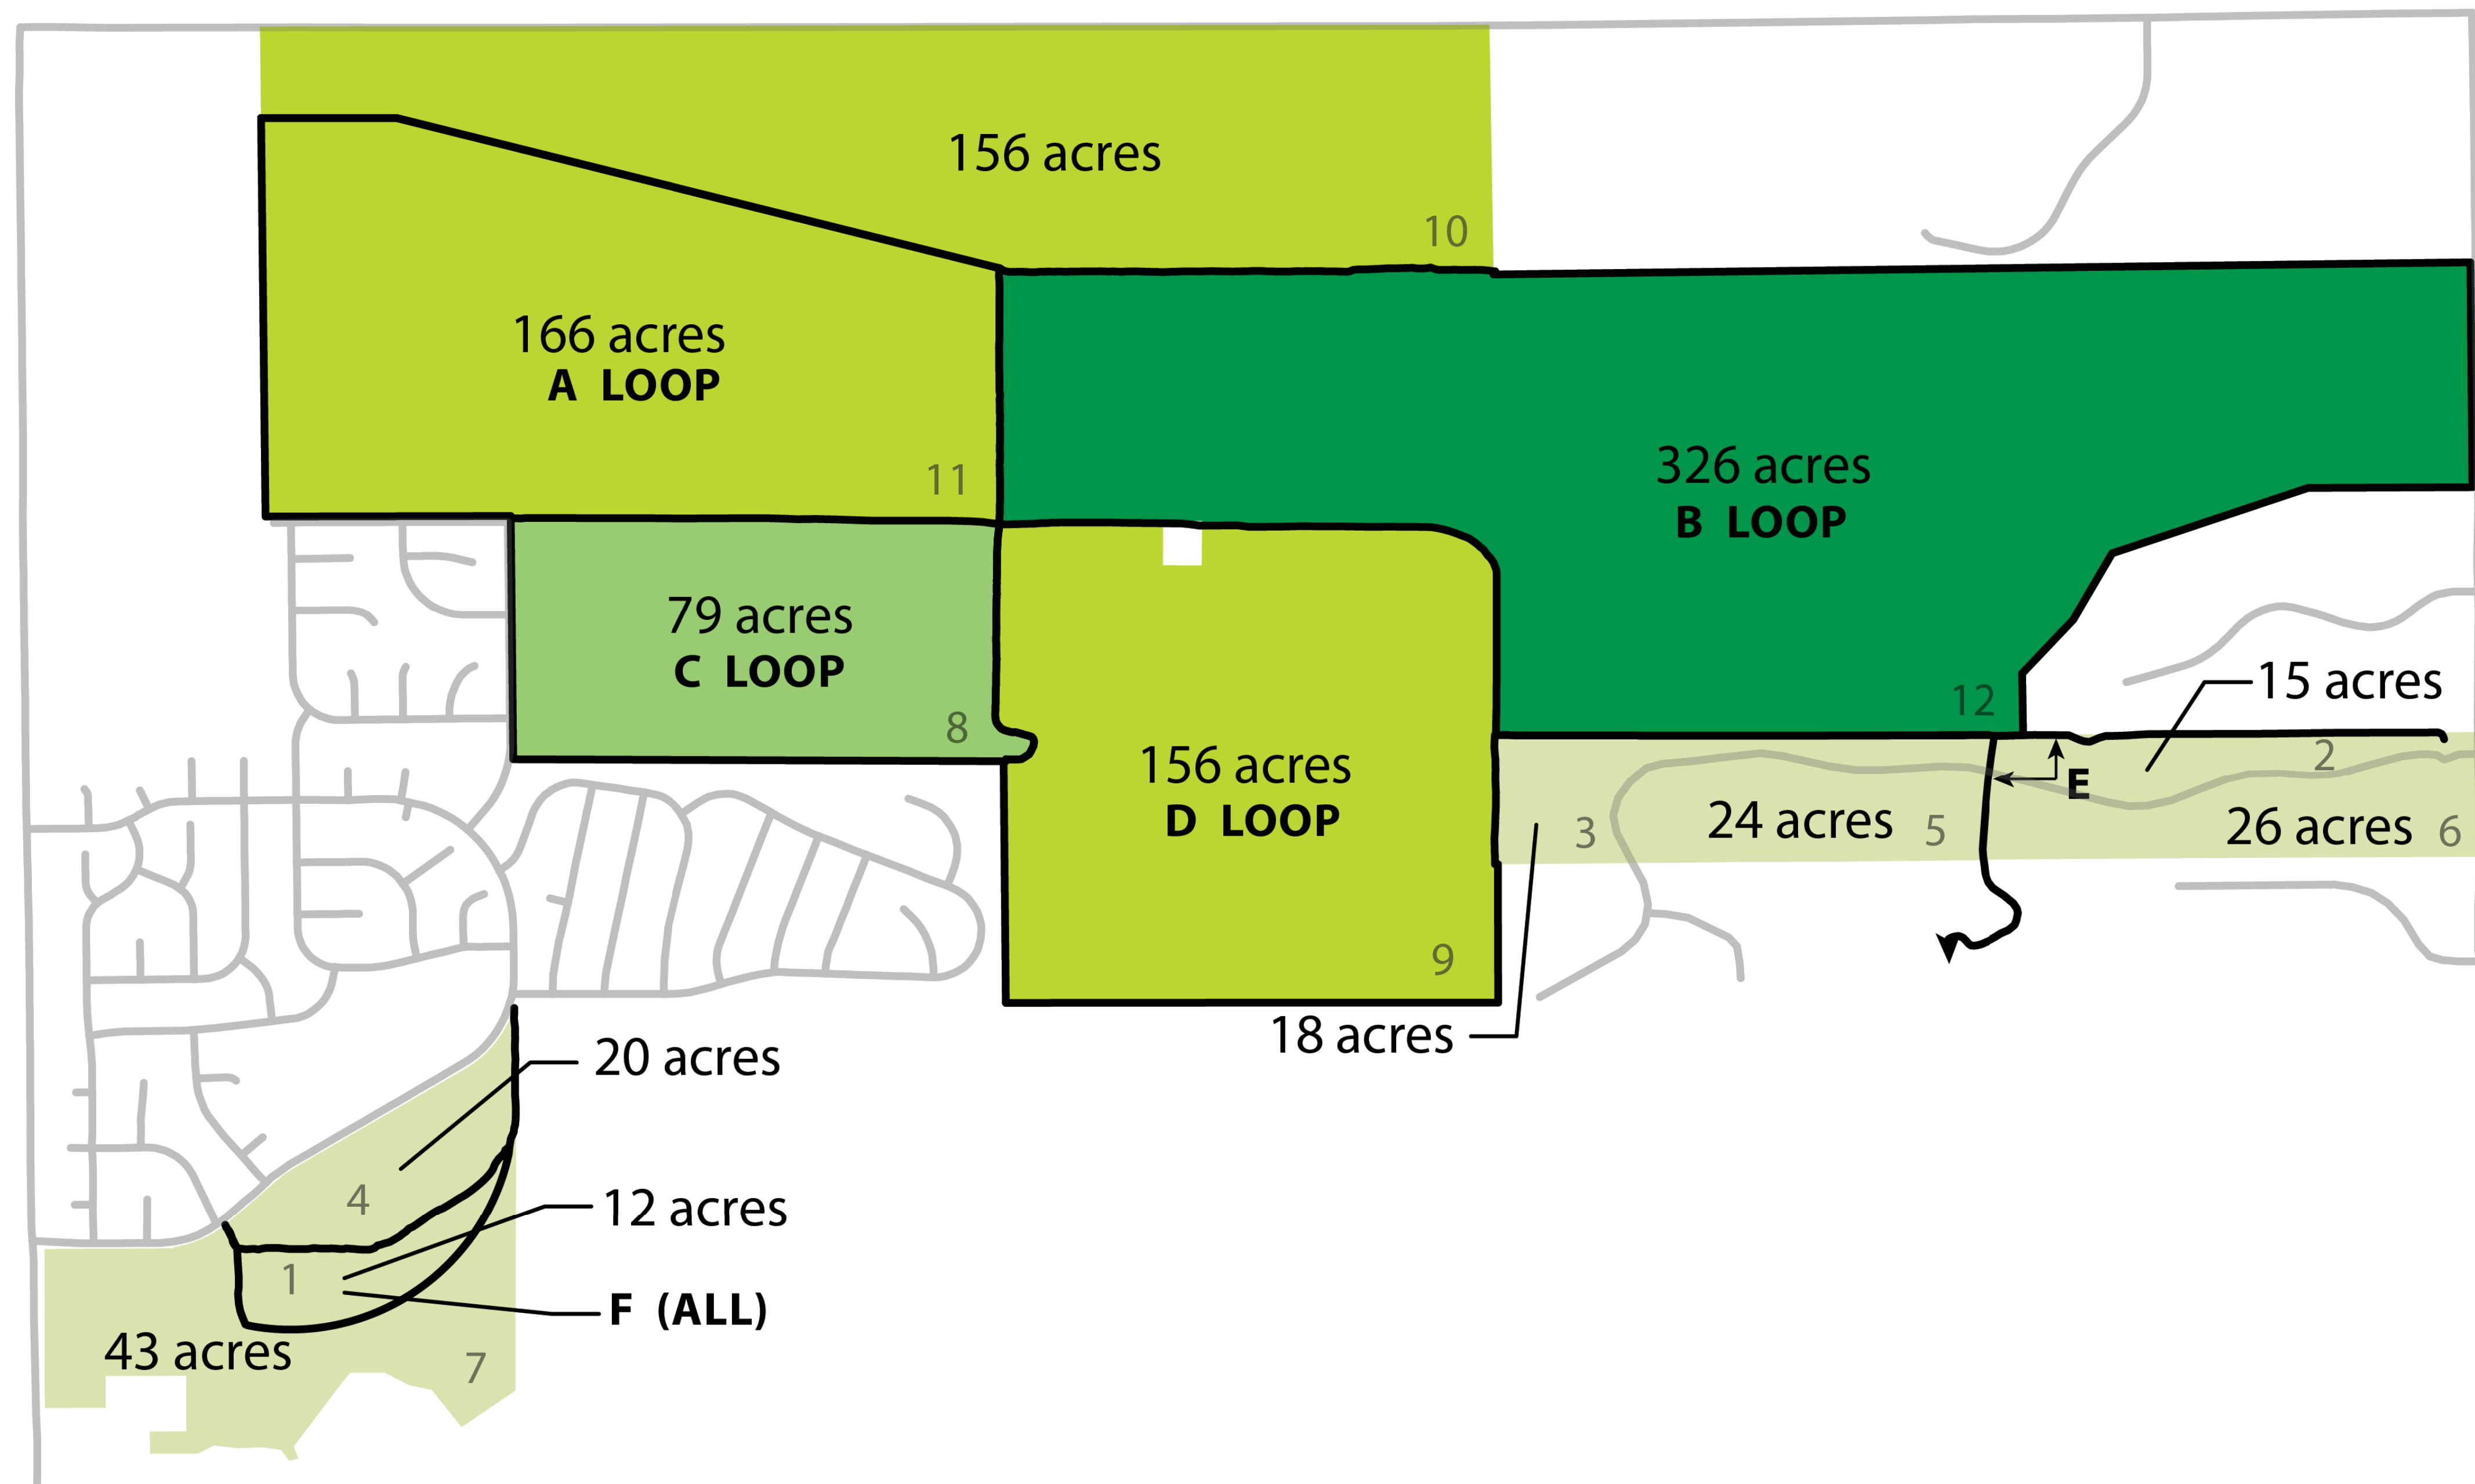 156 acres
10
166 acres
A LOOP
11
326 acres
B LOOP
12
79 acres
C LOOP
8
15 acres
2
E
156 acres
D LOOP
9
3
24 acres
5
26 acres
6
18 acres
20 acres
4
12 acres
1
F (ALL)
43 acres
7